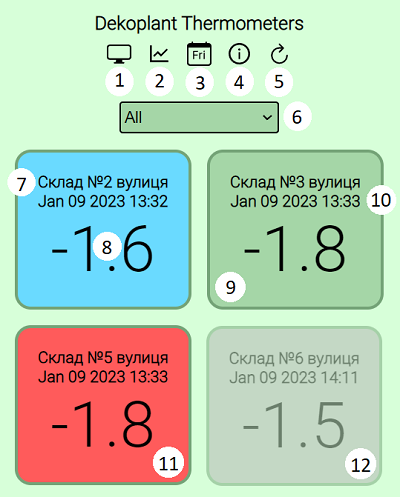 Dekoplant Thermometers
Fri
1 2 3 4 5
All
6
7
Склад №2 вулиця
Jan 09 2023 13:32
-1.6
8
Склад №3 вулиця
Jan 09 2023 13:33
10
-1.8
9
Склад №5 вулиця
Jan 09 2023 13:33
-1.8
11
Склад №6 вулиця
Jan 09 2023 14:11
-1.5
12